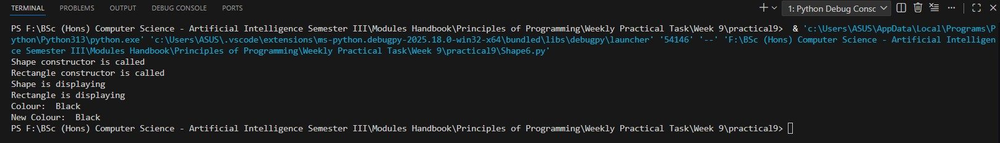 TERMINAL PROBLEMS OUTPUT DEBUG CONSOLE PORTS 1: Python Debug Consc
PS F:\BSc (Hons) Computer Science - Artificial Intelligence Semester III\Modules Handbook\Principles of Programming\Weekly Practical Task\Week 9\practical9>  & 'c:\Users\ASUS\AppData\Local\Programs\P
ython\Python313\python.exe' 'c:\Users\ASUS\.vscode\extensions\ms-python.debugpy-2025.18.0-win32-x64\bundled\libs\debugpy\launcher' '54146' '--' 'F:\BSc (Hons) Computer Science - Artificial Intelligen
ce Semester III\Modules Handbook\Principles of Programming\Weekly Practical Task\Week 9\practical9\Shape6.py'
Shape constructor is called
Rectangle constructor is called
Shape is displaying
Rectangle is displaying
Colour:  Black
New Colour:  Black
PS F:\BSc (Hons) Computer Science - Artificial Intelligence Semester III\Modules Handbook\Principles of Programming\Weekly Practical Task\Week 9\practical9>